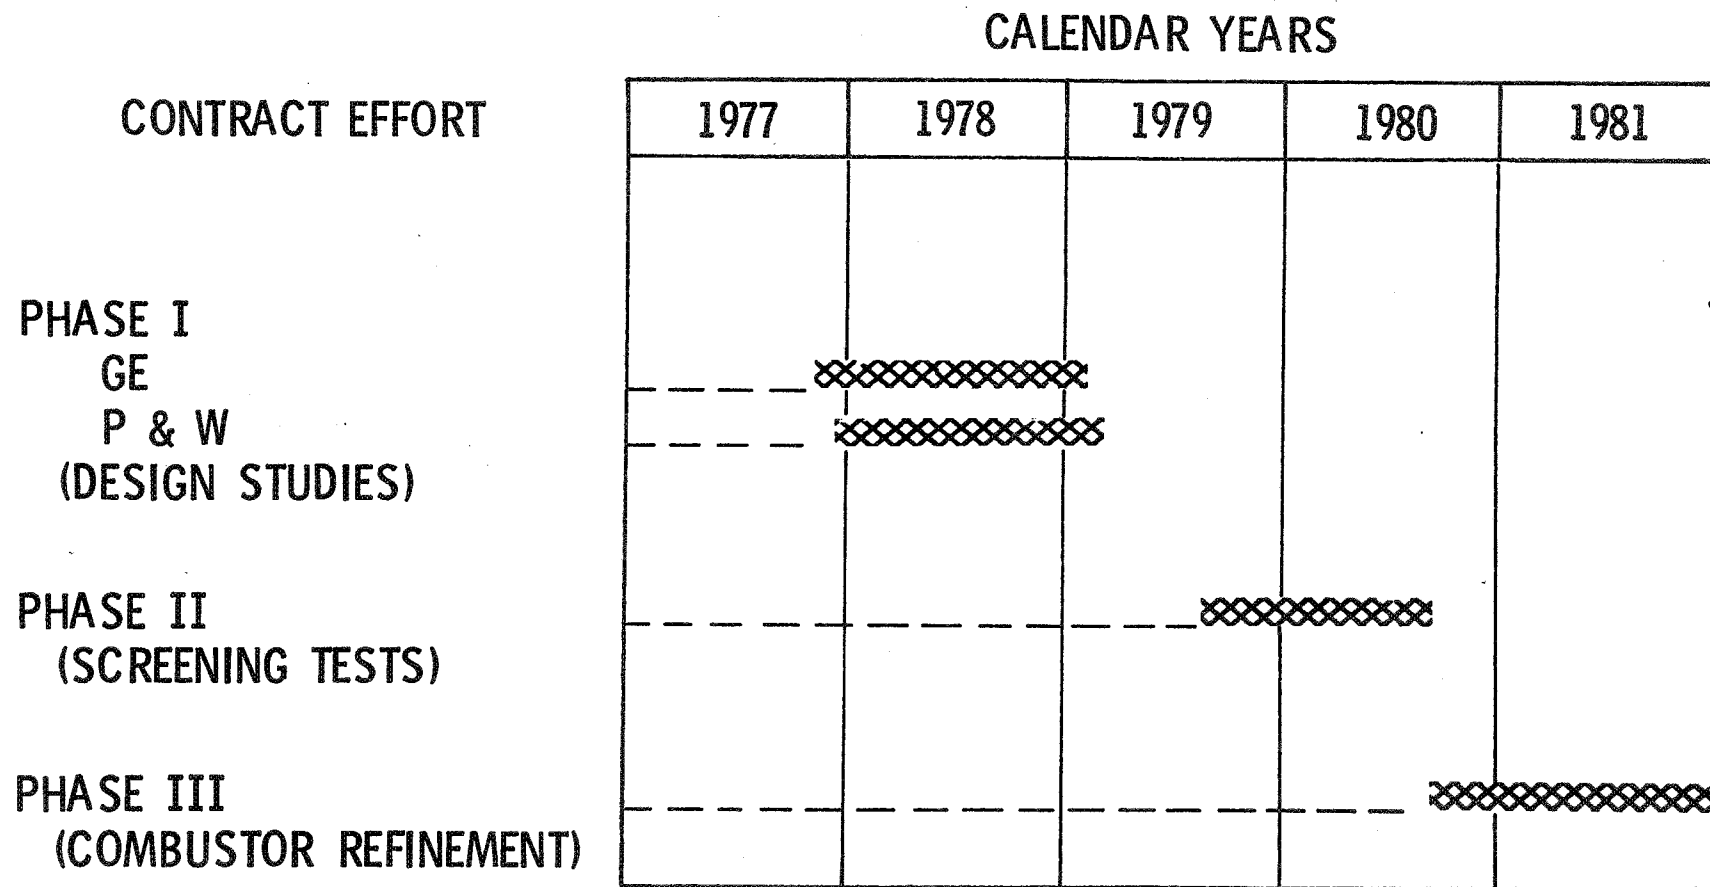 CALENDAR YEARS
CONTRACT EFFORT 1977 1978 1979 1980 1981
PHASE I
GE
P & W
(DESIGN STUDIES)
PHASE II
(SCREENING TESTS)
PHASE III
(COMBUSTOR REFINEMENT)